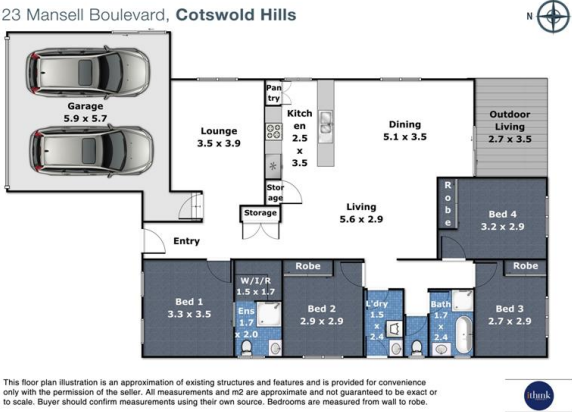 23 Mansell Boulevard, Cotswold Hills
N
Garage
5.9 x 5.7
Lounge
3.5 x 3.9
Pan
try
Kitch
en
2.5
x
3.5
Dining
5.1 x 3.5
Outdoor
Living
2.7 x 3.5
Stor
age
Storage
Living
5.6 x 2.9
Robe
Bed 4
3.2 x 2.9
Entry
Bed 1
3.3 x 3.5
W/I/R
1.5 x 1.7
Ens
1.7
x
2.0
Robe
Bed 2
2.9 x 2.9
L'dry
1.5
x
2.4
Bath
1.7
x
2.4
Robe
Bed 3
2.7 x 2.9
This floor plan illustration is an approximation of existing structures and features and is provided for convenience
only with the permission of the seller. All measurements and m2 are approximate and not guaranteed to be exact or
to scale. Buyer should confirm measurements using their own source. Bedrooms are measured from wall to robe.
ithink